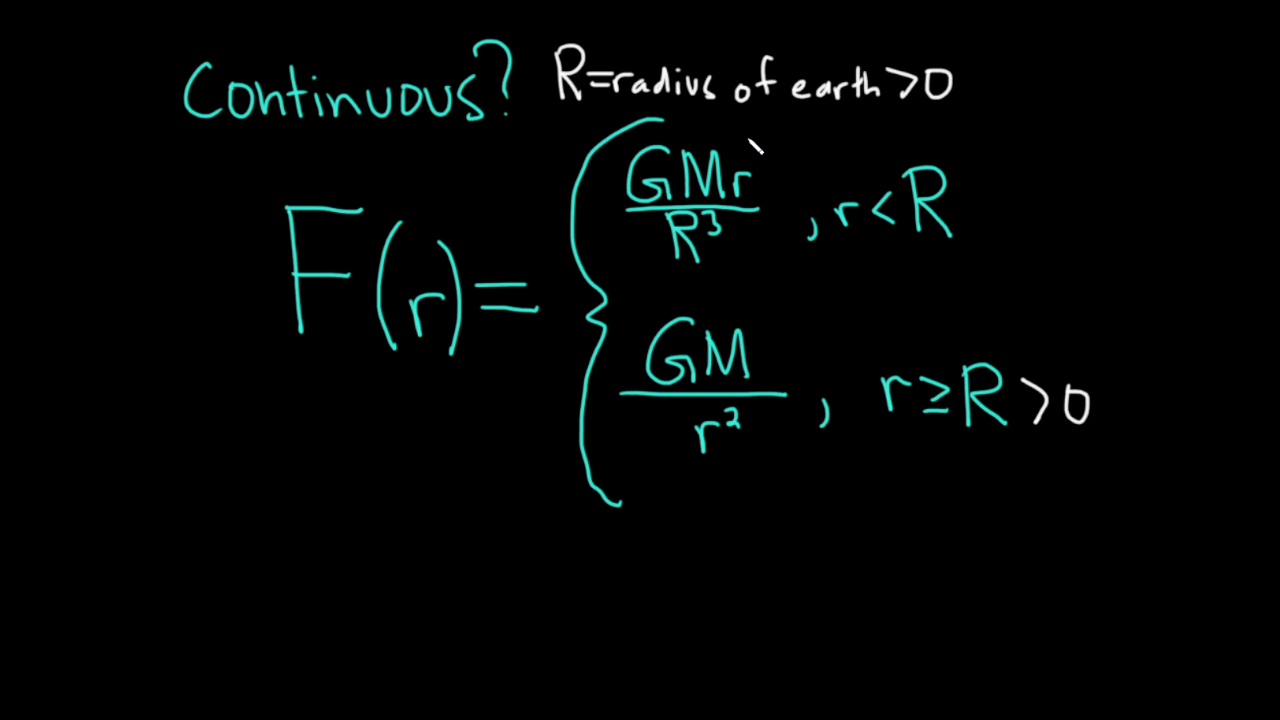 Continuous? R=radius of earth >0
F(r)=
GMr
R³
, r<R
GM
r²
, r≥R>0